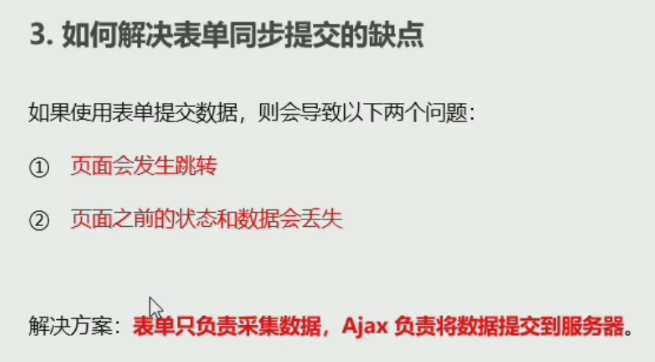 3. 如何解决表单同步提交的缺点
如果使用表单提交数据，则会导致以下两个问题：
① 页面会发生跳转
② 页面之前的状态和数据会丢失
解决方案：表单只负责采集数据，Ajax 负责将数据提交到服务器。